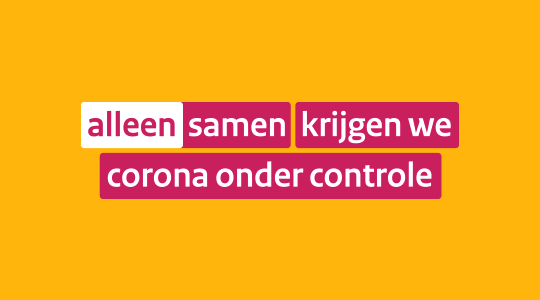 alleen samen krijgen we
corona onder controle